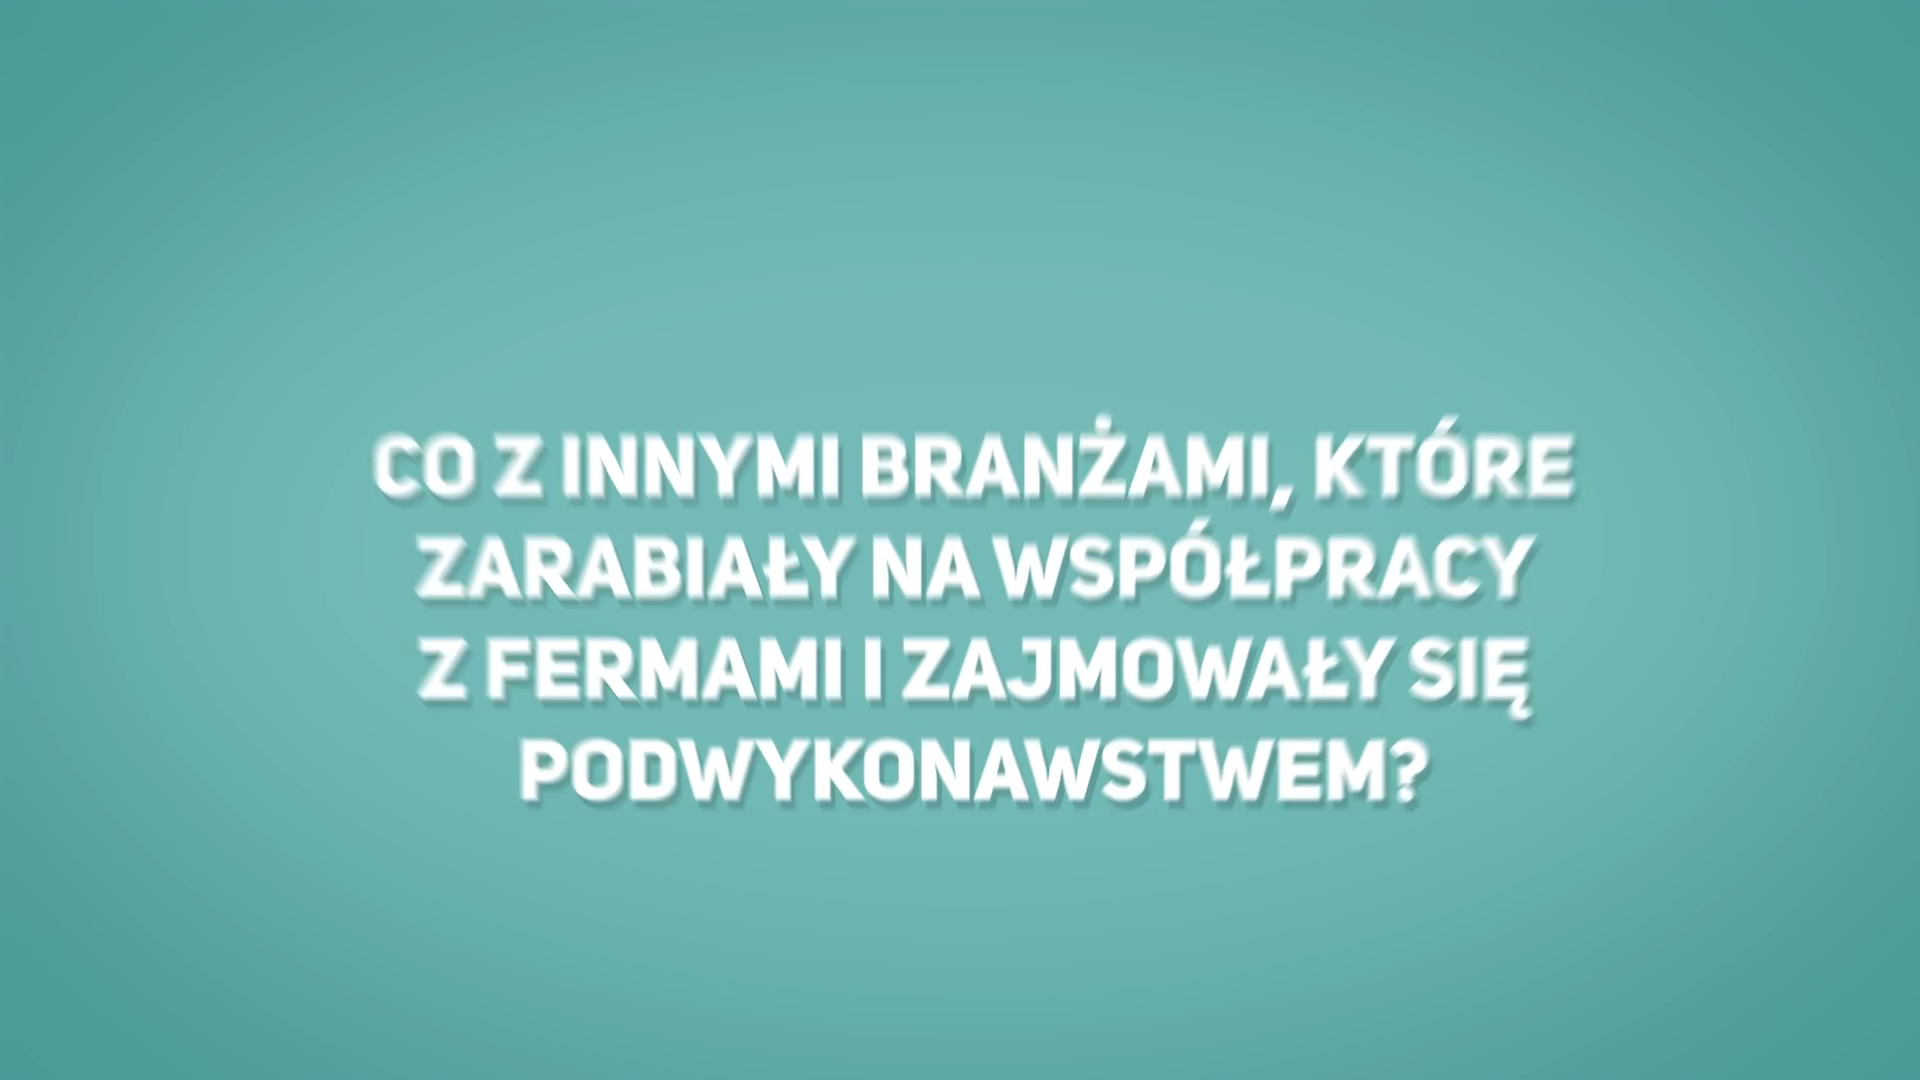 CO Z INNYMI BRANŻAMI, KTÓRE
ZARABIAŁY NA WSPÓŁPRACY
Z FERMAMI I ZAJMOWAŁY SIĘ
PODWYKONAWSTWEM?